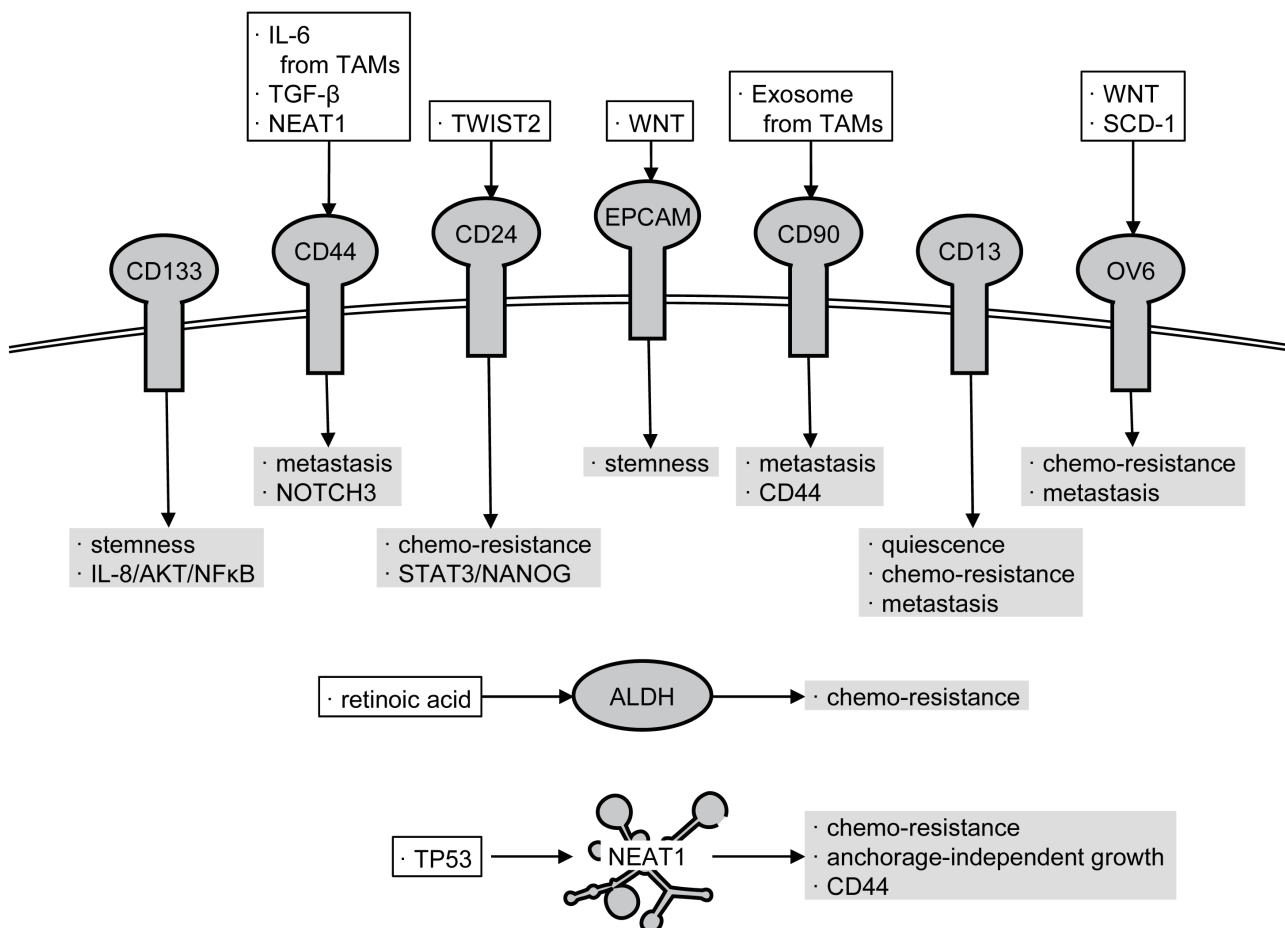 · IL-6
from TAMs
· TGF-β
· NEAT1
· TWIST2
· WNT
· Exosome
from TAMs
· WNT
· SCD-1
CD133
CD44
CD24
EPCAM
CD90
CD13
OV6
· metastasis
· NOTCH3
· stemness
· metastasis
· CD44
· chemo-resistance
· metastasis
· stemness
· IL-8/AKT/NFκB
· chemo-resistance
· STAT3/NANOG
· quiescence
· chemo-resistance
· metastasis
· retinoic acid
ALDH
· chemo-resistance
· TP53
NEAT1
· chemo-resistance
· anchorage-independent growth
· CD44